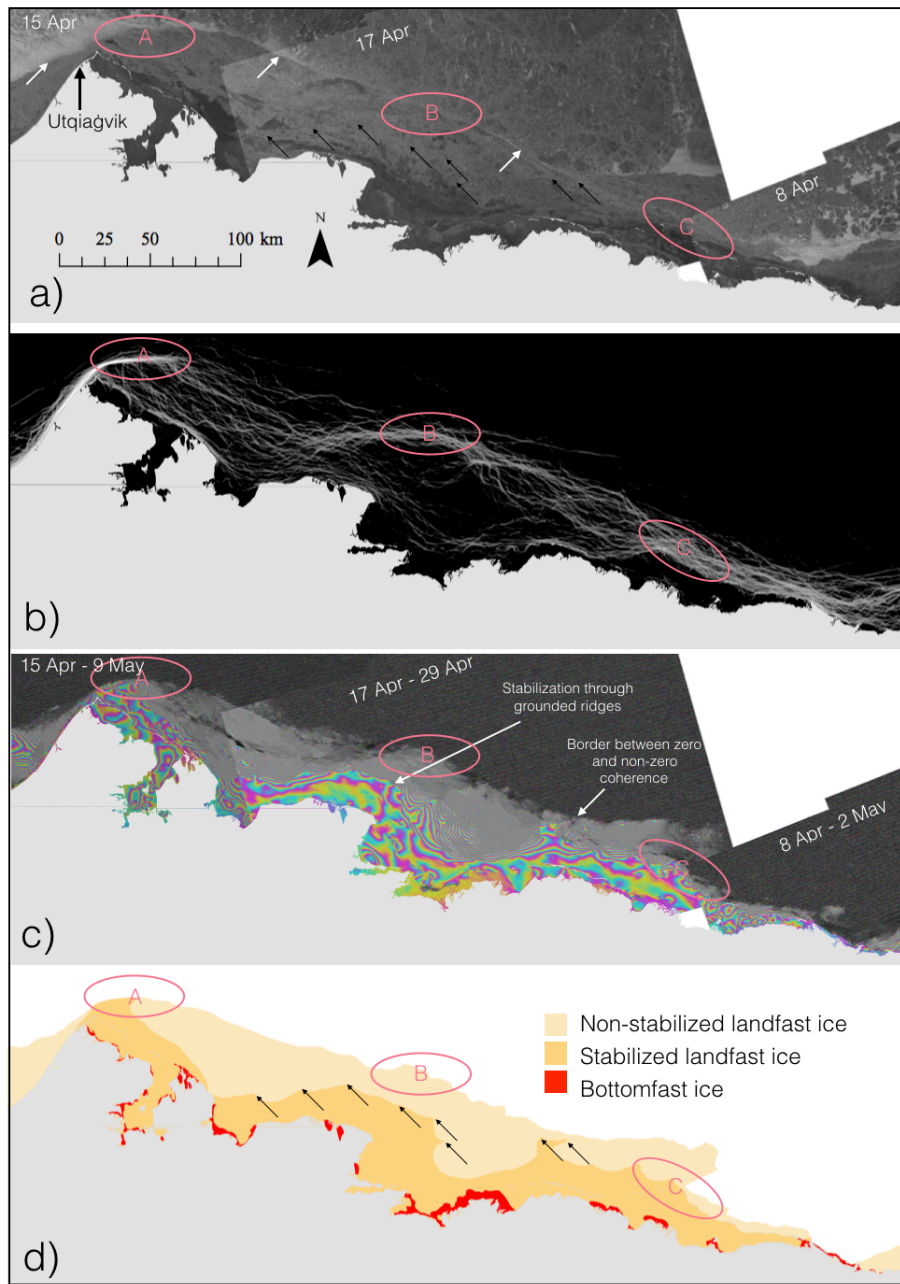 15 Apr
A
17 Apr
Utqiaġvik
B
8 Apr
N
0 25 50 100 km
C
a)
A
B
C
b)
15 Apr - 9 May
A
17 Apr - 29 Apr
Stabilization through
grounded ridges
B
Border between zero
and non-zero
coherence
8 Apr - 2 May
C
c)
A
Non-stabilized landfast ice
B
Stabilized landfast ice
Bottomfast ice
C
d)